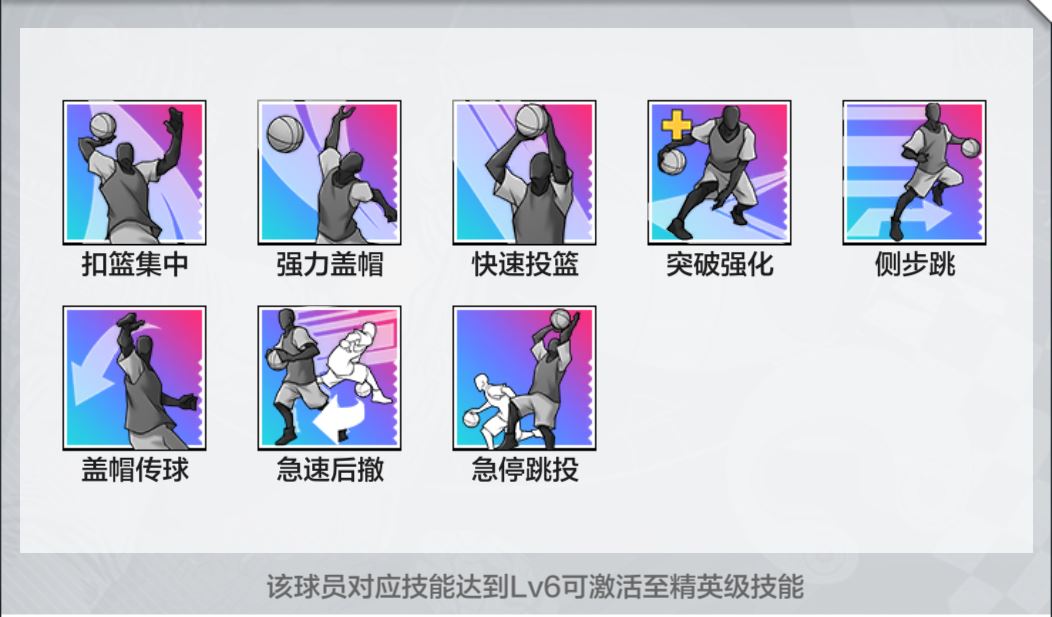 扣篮集中
强力盖帽
快速投篮
突破强化
侧步跳
盖帽传球
急速后撤
急停跳投
该球员对应技能达到Lv6可激活至精英级技能